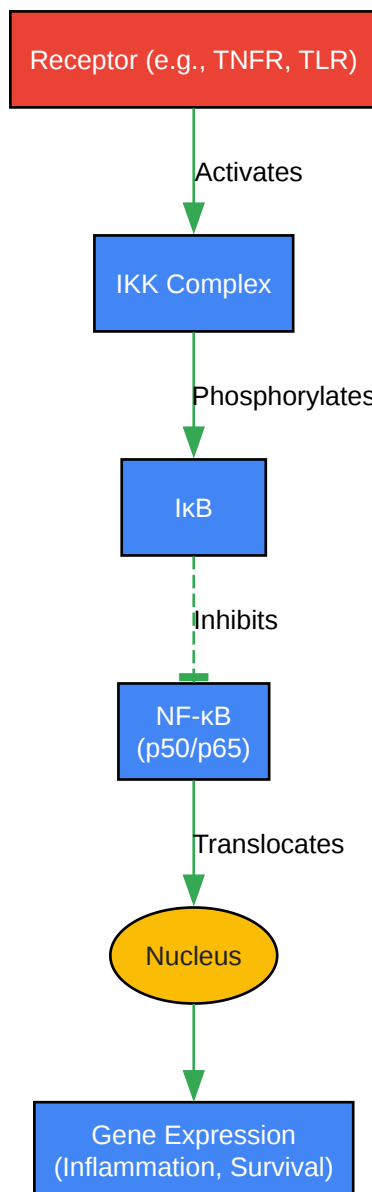 Receptor (e.g., TNFR, TLR)
Activates
IKK Complex
Phosphorylates
IκB
Inhibits
NF-κB
(p50/p65)
Translocates
Nucleus
Gene Expression
(Inflammation, Survival)